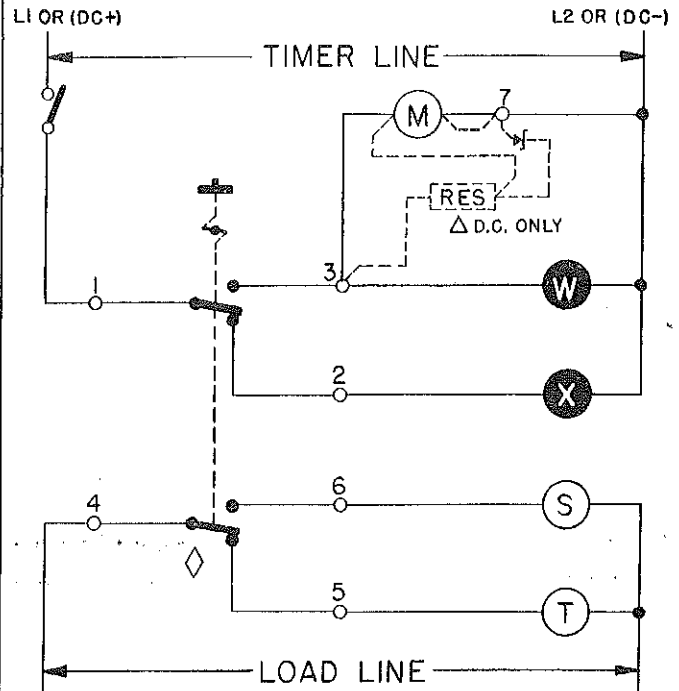 L1 OR (DC+)
L2 OR (DC-)
TIMER LINE
M
7
RES
△ D.C. ONLY
3
1
W
2
X
4
6
S
5
T
LOAD LINE